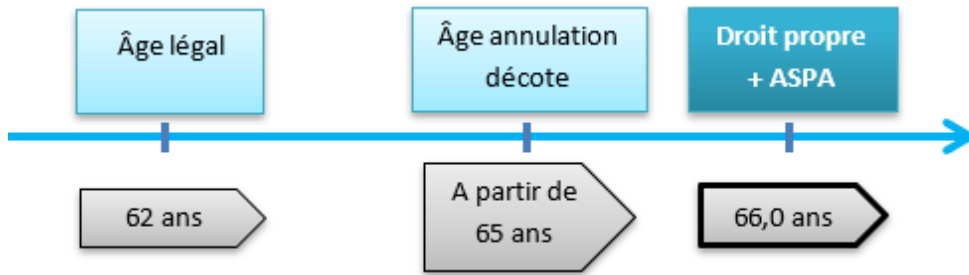 Âge légal
Âge annulation
décote
Droit propre
+ ASPA
62 ans
A partir de
65 ans
66,0 ans